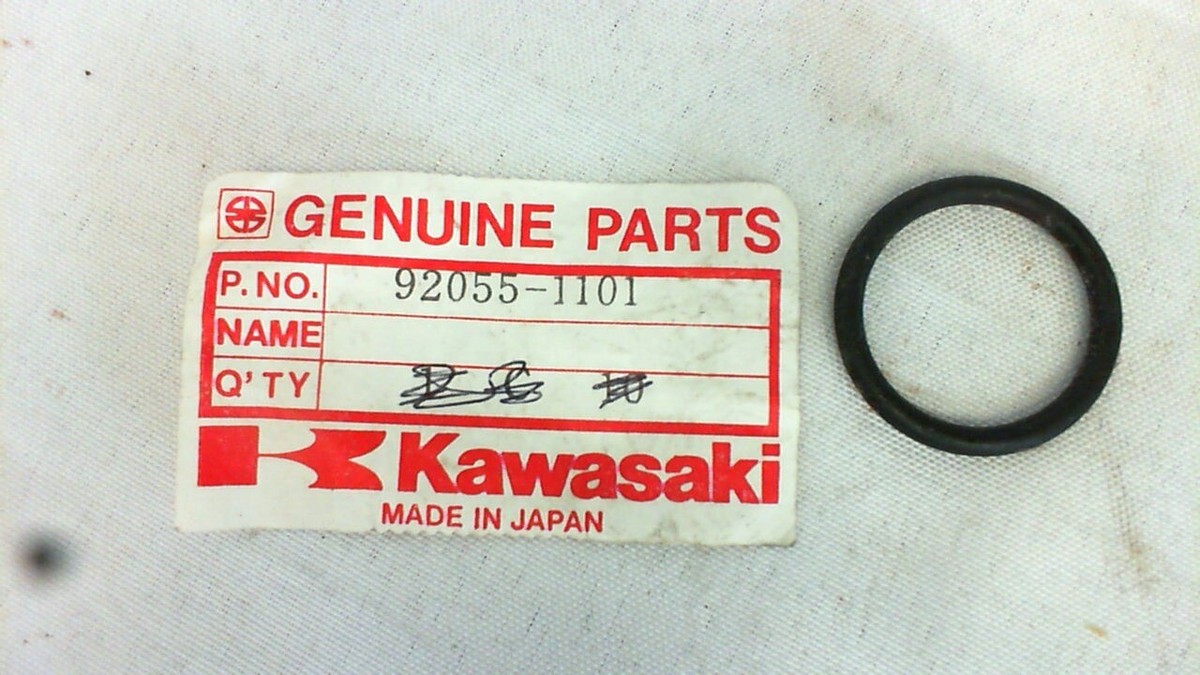 GENUINE PARTS
P. NO. 92055-1101
NAME
Q'TY
Kawasaki
MADE IN JAPAN